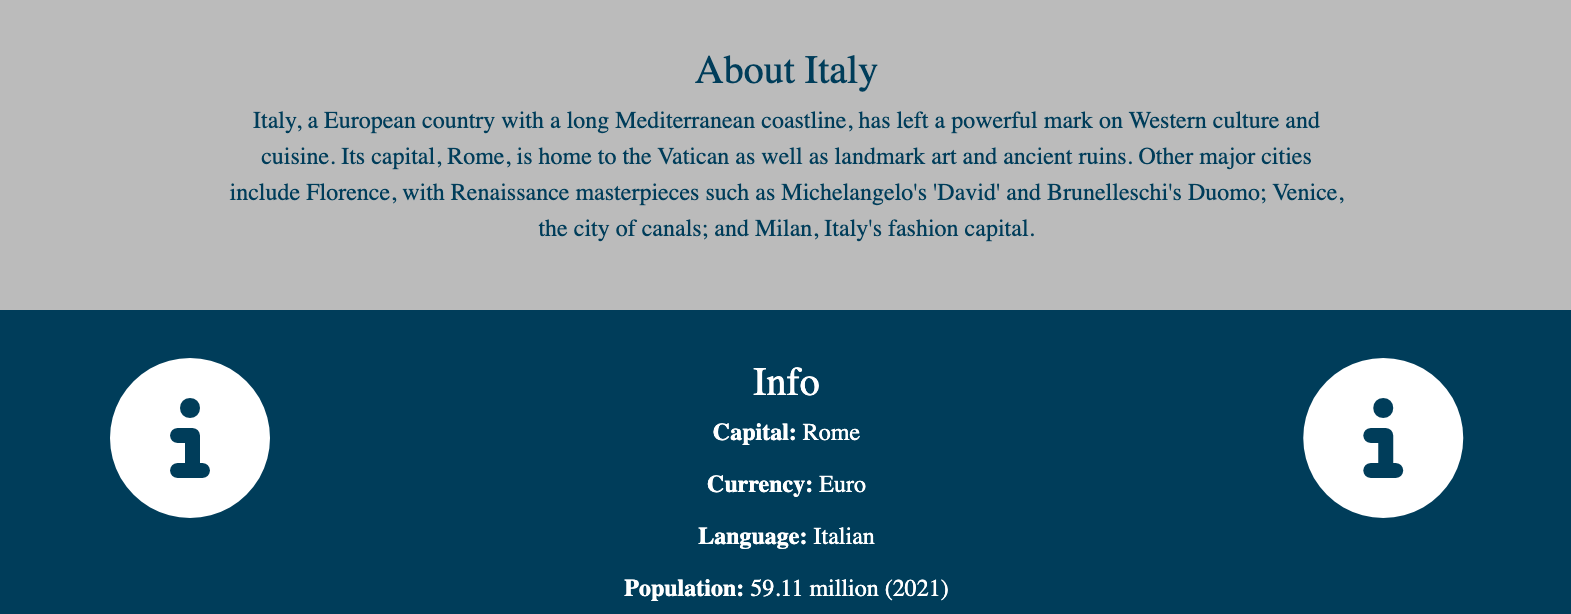 About Italy
Italy, a European country with a long Mediterranean coastline, has left a powerful mark on Western culture and
cuisine. Its capital, Rome, is home to the Vatican as well as landmark art and ancient ruins. Other major cities
include Florence, with Renaissance masterpieces such as Michelangelo's 'David' and Brunelleschi's Duomo; Venice,
the city of canals; and Milan, Italy's fashion capital.
Info
Capital: Rome
Currency: Euro
Language: Italian
Population: 59.11 million (2021)